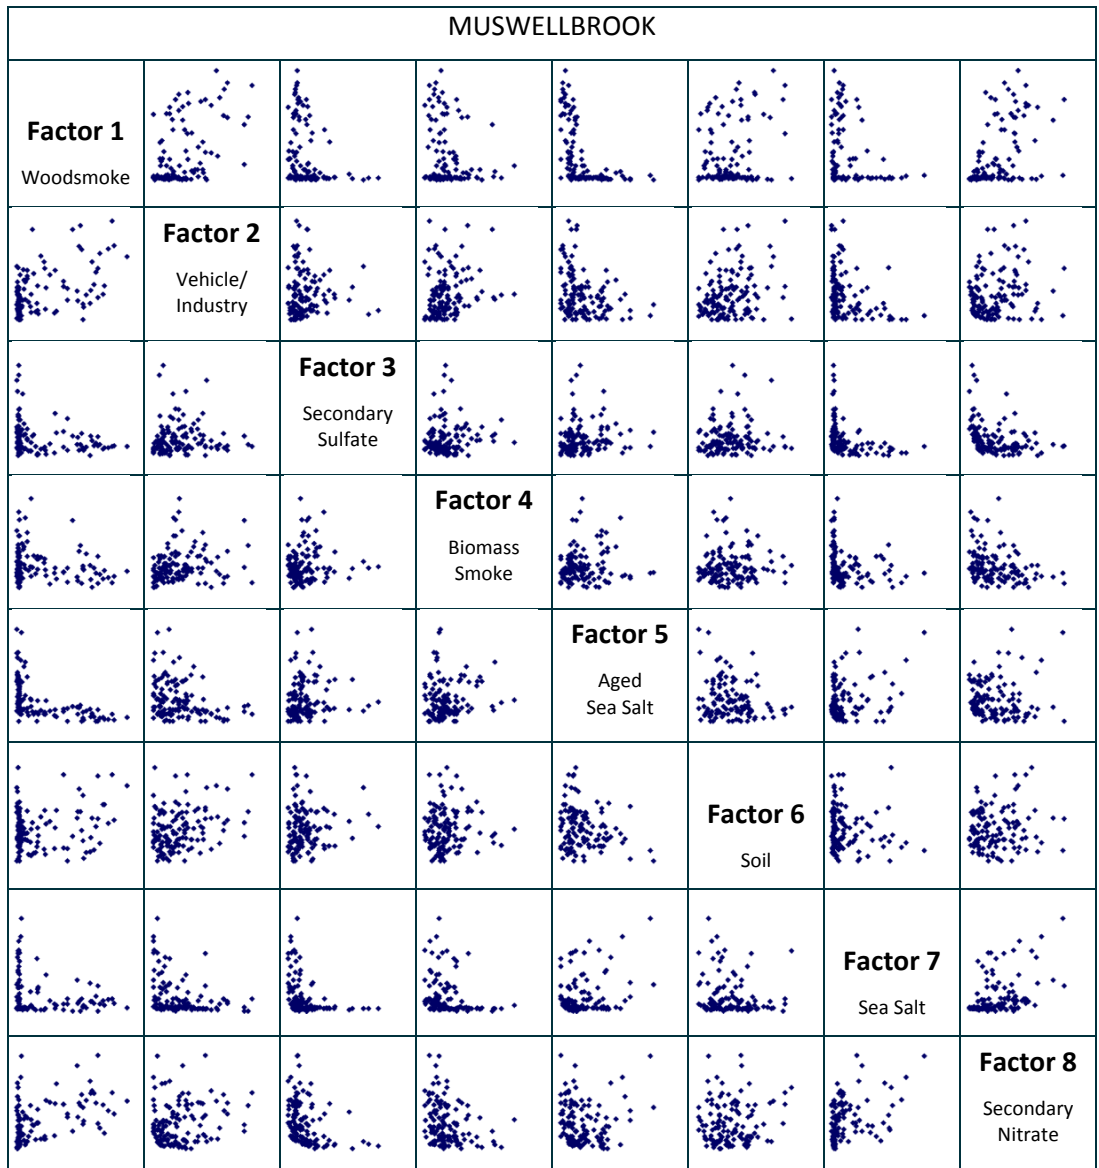 MUSWELLBROOK
Factor 1
Woodsmoke
Factor 2
Vehicle/
Industry
Factor 3
Secondary
Sulfate
Factor 4
Biomass
Smoke
Factor 5
Aged
Sea Salt
Factor 6
Soil
Factor 7
Sea Salt
Factor 8
Secondary
Nitrate